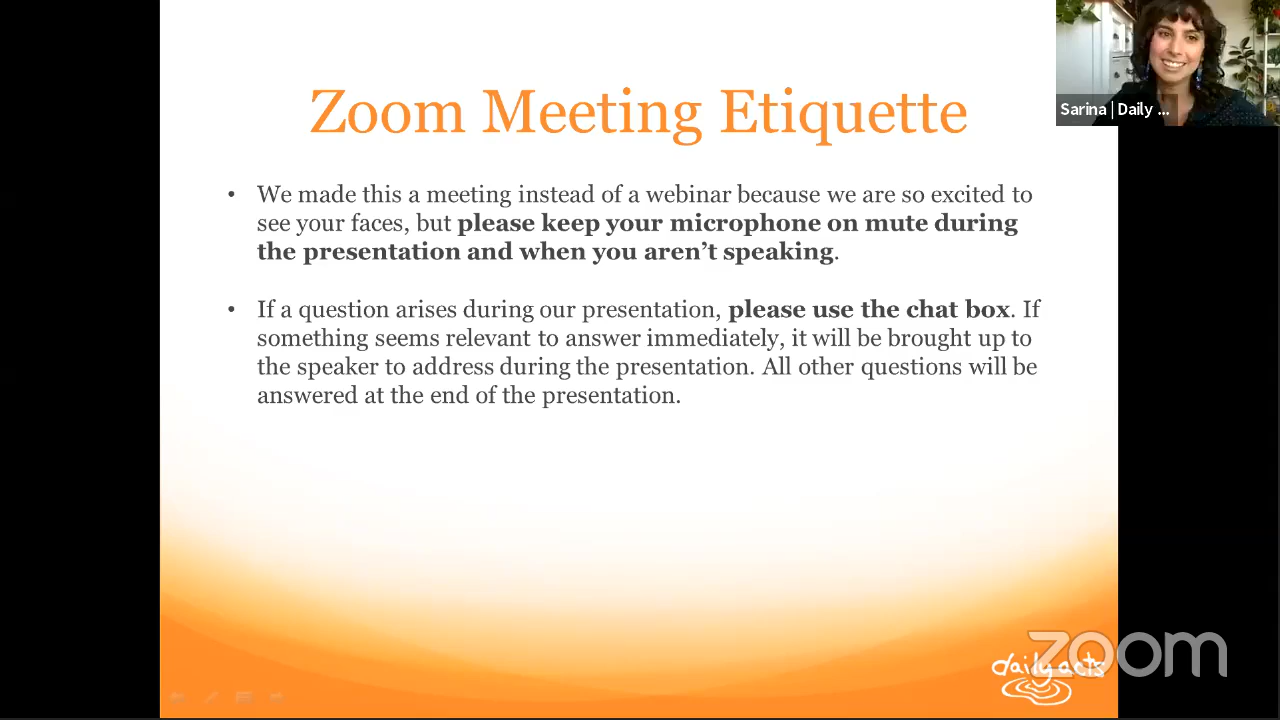 Zoom Meeting Etiquette
Sarina | Daily ...
• We made this a meeting instead of a webinar because we are so excited to
see your faces, but please keep your microphone on mute during
the presentation and when you aren’t speaking.
• If a question arises during our presentation, please use the chat box. If
something seems relevant to answer immediately, it will be brought up to
the speaker to address during the presentation. All other questions will be
answered at the end of the presentation.
zoom
daily acts